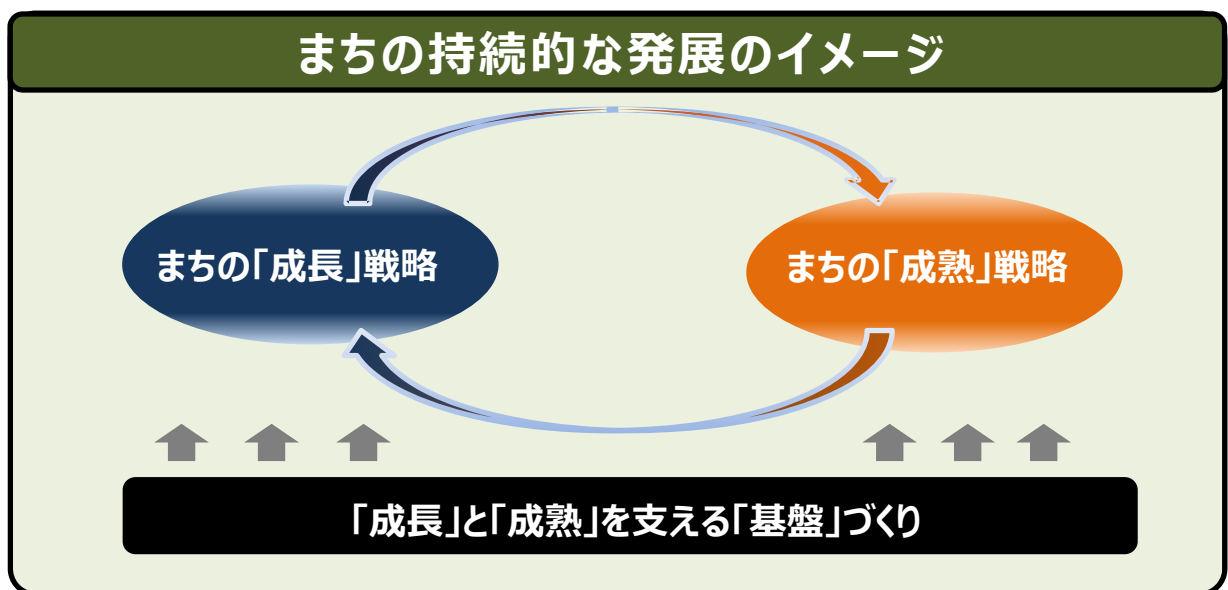 まちの持続的な発展のイメージ
まちの「成長」戦略
まちの「成熟」戦略
「成長」と「成熟」を支える「基盤」づくり